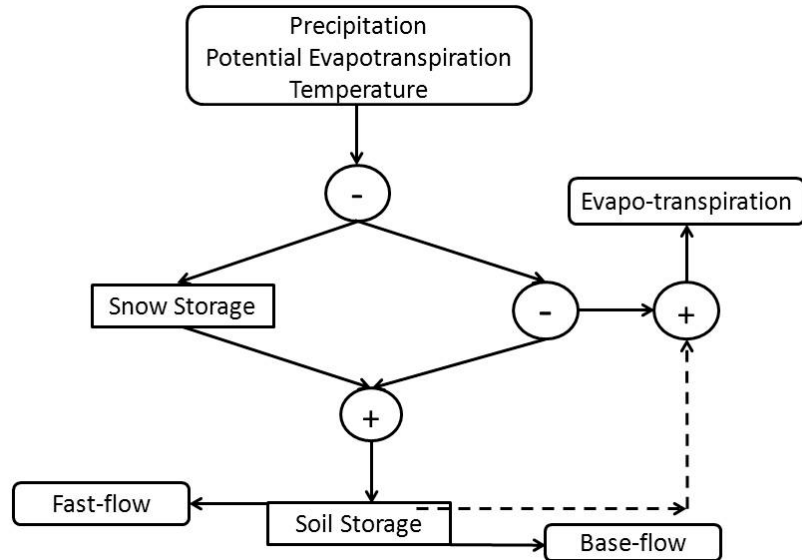 Precipitation
Potential Evapotranspiration
Temperature
-
Evapo-transpiration
Snow Storage
-
+
+
Fast-flow
Soil Storage
Base-flow